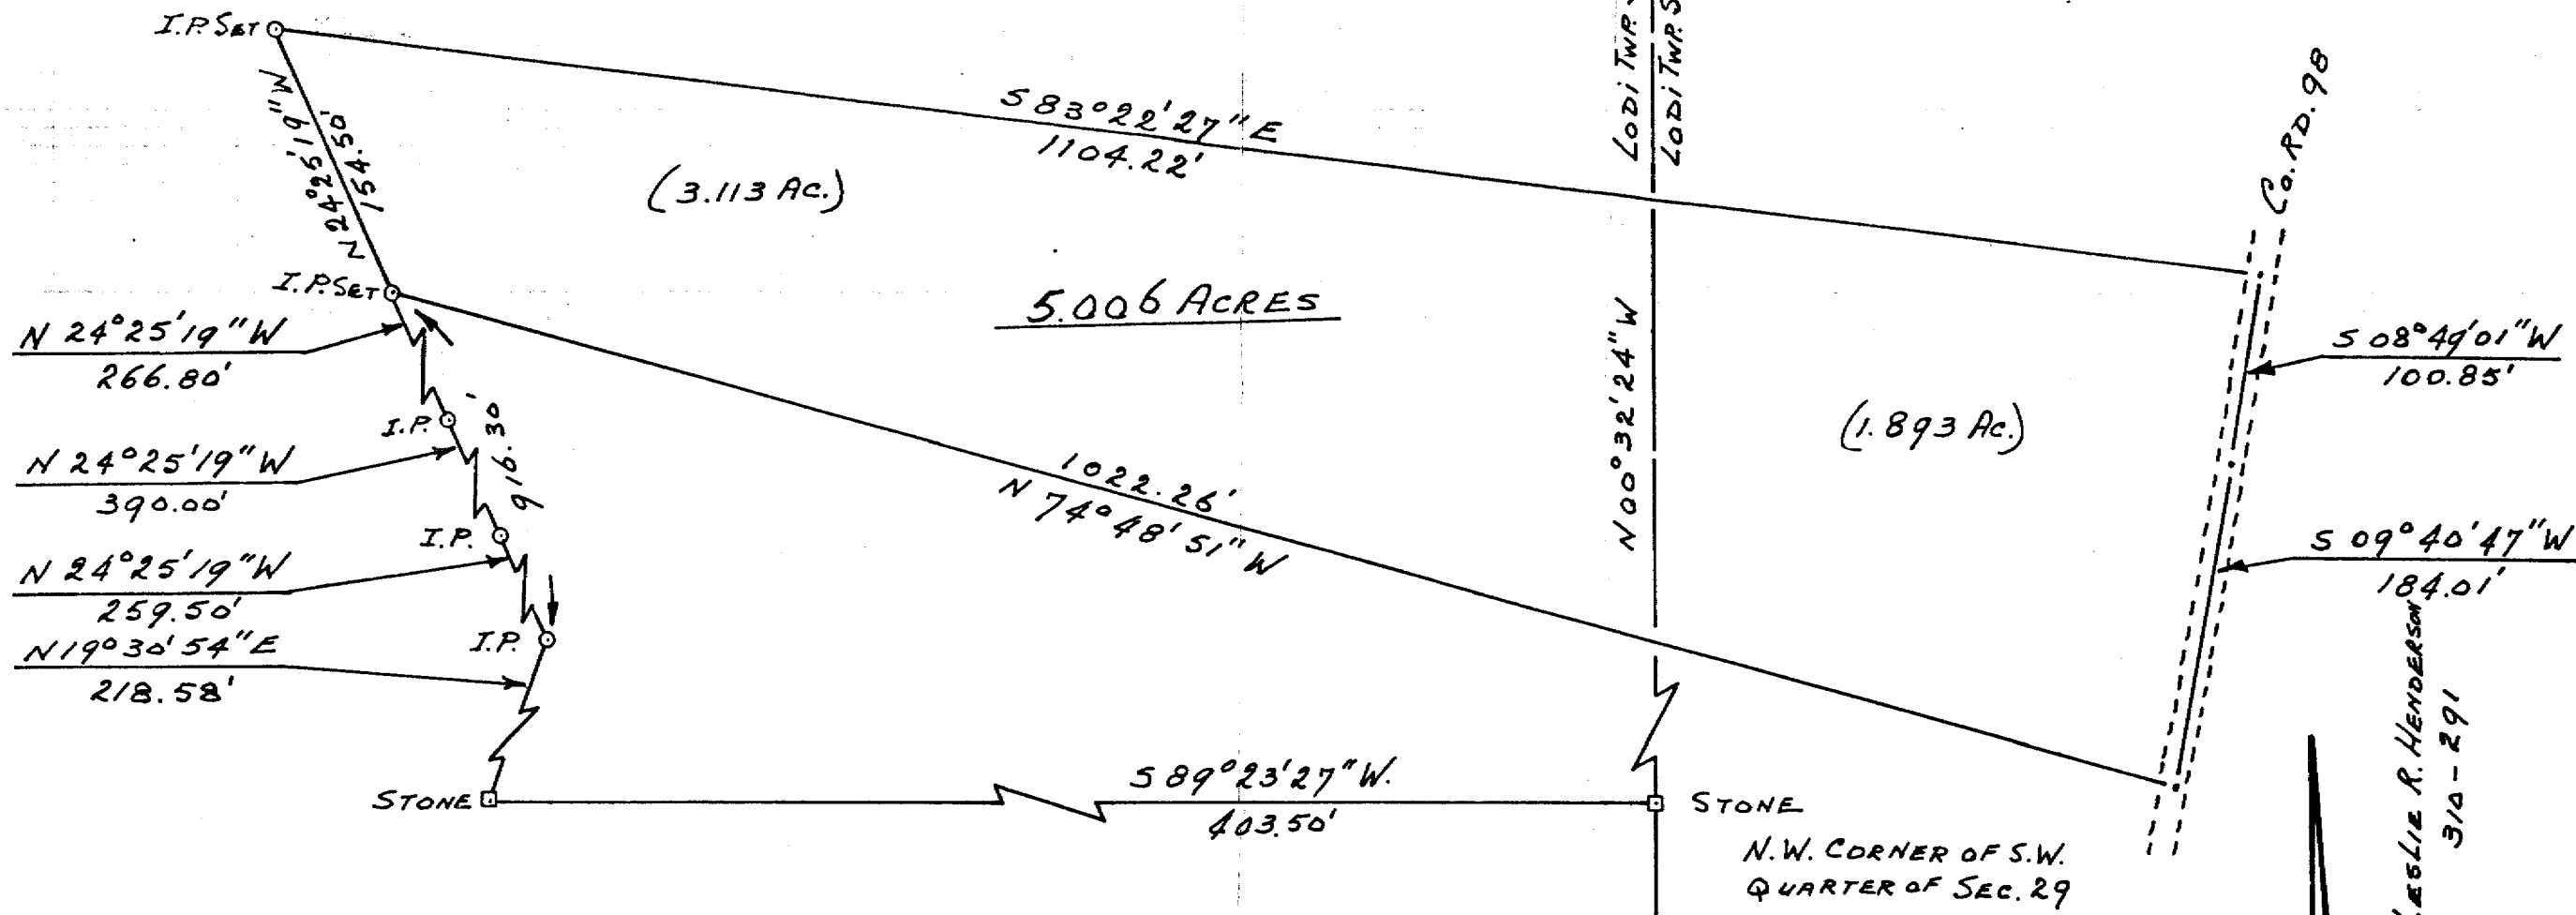 I.P. SET
N 24°25'19" W
154.50'
S 83°22'27" E
1104.22'
(3.113 AC.)
LODI TWP.
LODI TWP. S
CO. RD. 98
I.P. SET
5.006 ACRES
N 24°25'19" W
266.80'
I.P.
916.30'
N 24°25'19" W
390.00'
I.P.
N 24°25'19" W
259.50'
I.P.
N 19°30'54" E
218.58'
1022.26'
N 74°48'51" W
N 00°32'24" W
(1.893 AC.)
S 08°49'01" W
100.85'
S 09°40'47" W
184.01'
LESLIE R. HENDERSON
310-291
STONE
S 89°23'27" W.
403.50'
STONE
N.W. CORNER OF S.W.
QUARTER OF SEC. 29